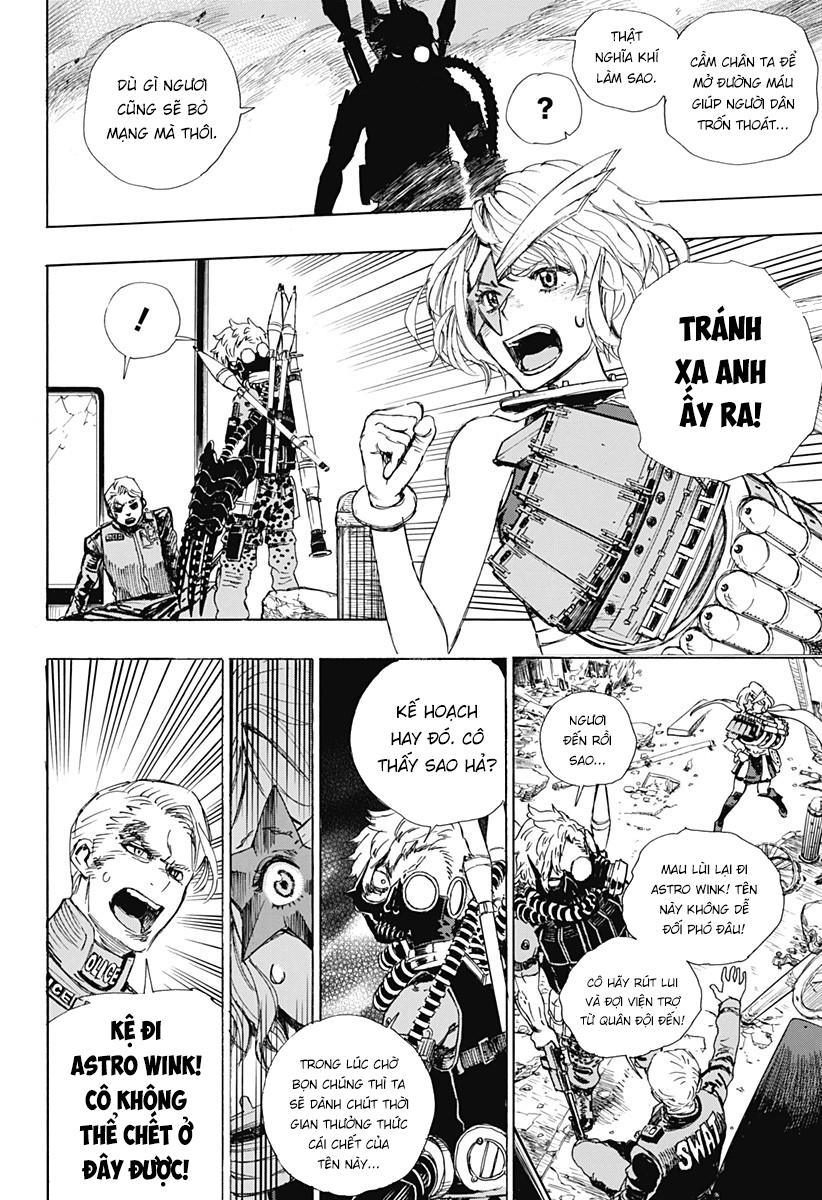 CẦM CHÂN TA ĐỂ
MỞ ĐƯỜNG MÁU
GIÚP NGƯỜI DÂN
TRỐN THOÁT...
THẬT
NGHĨA KHÍ
LÀM SAO.
?
DÙ GÌ NGƯƠI
CŨNG SẼ BỎ
MẠNG MÀ THÔI.
TRÁNH
XA ANH
ẤY RA!
!
NGƯƠI
ĐẾN RỒI
SAO...
MAU LÙI LẠI ĐI
ASTRO WINK! TÊN
NÀY KHÔNG DỄ
ĐỐI PHÓ ĐÂU!
CÔ HÃY RÚT LUI
VÀ ĐỢI VIỆN TRỢ
TỪ QUÂN ĐỘI ĐẾN!
SWAT
KẾ HOẠCH
HAY ĐÓ. CÔ
THẤY SAO HẢ?
TRONG LÚC CHỜ
BỌN CHÚNG THÌ TA
SẼ DÀNH CHÚT THỜI
GIAN THƯỞNG THỨC
CÁI CHẾT CỦA
TÊN NÀY...
OLICE
ICE
KỆ ĐI
ASTRO WINK!
CÔ KHÔNG
THỂ CHẾT Ở
ĐÂY ĐƯỢC!